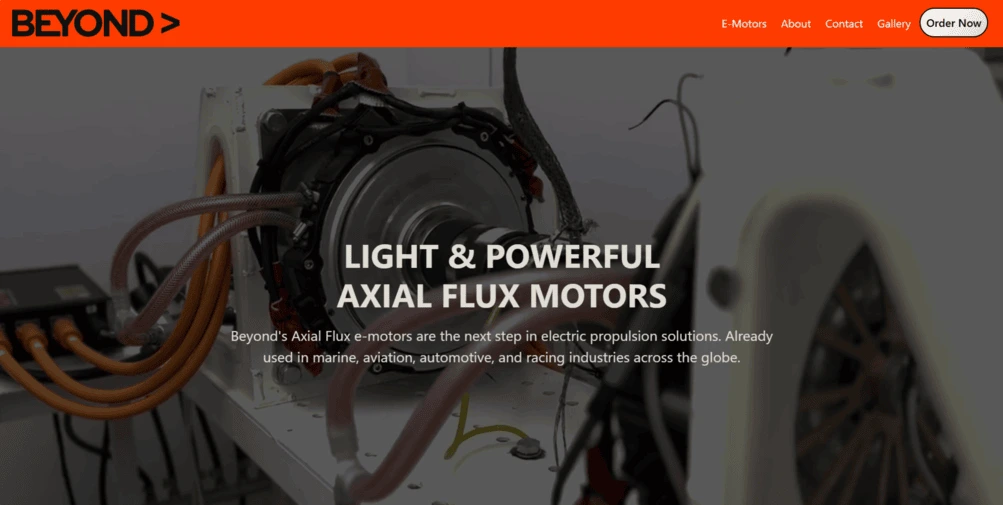 BEYOND >
E-Motors
About
Contact
Gallery
Order Now
LIGHT & POWERFUL
AXIAL FLUX MOTORS
Beyond's Axial Flux e-motors are the next step in electric propulsion solutions. Already
used in marine, aviation, automotive, and racing industries across the globe.